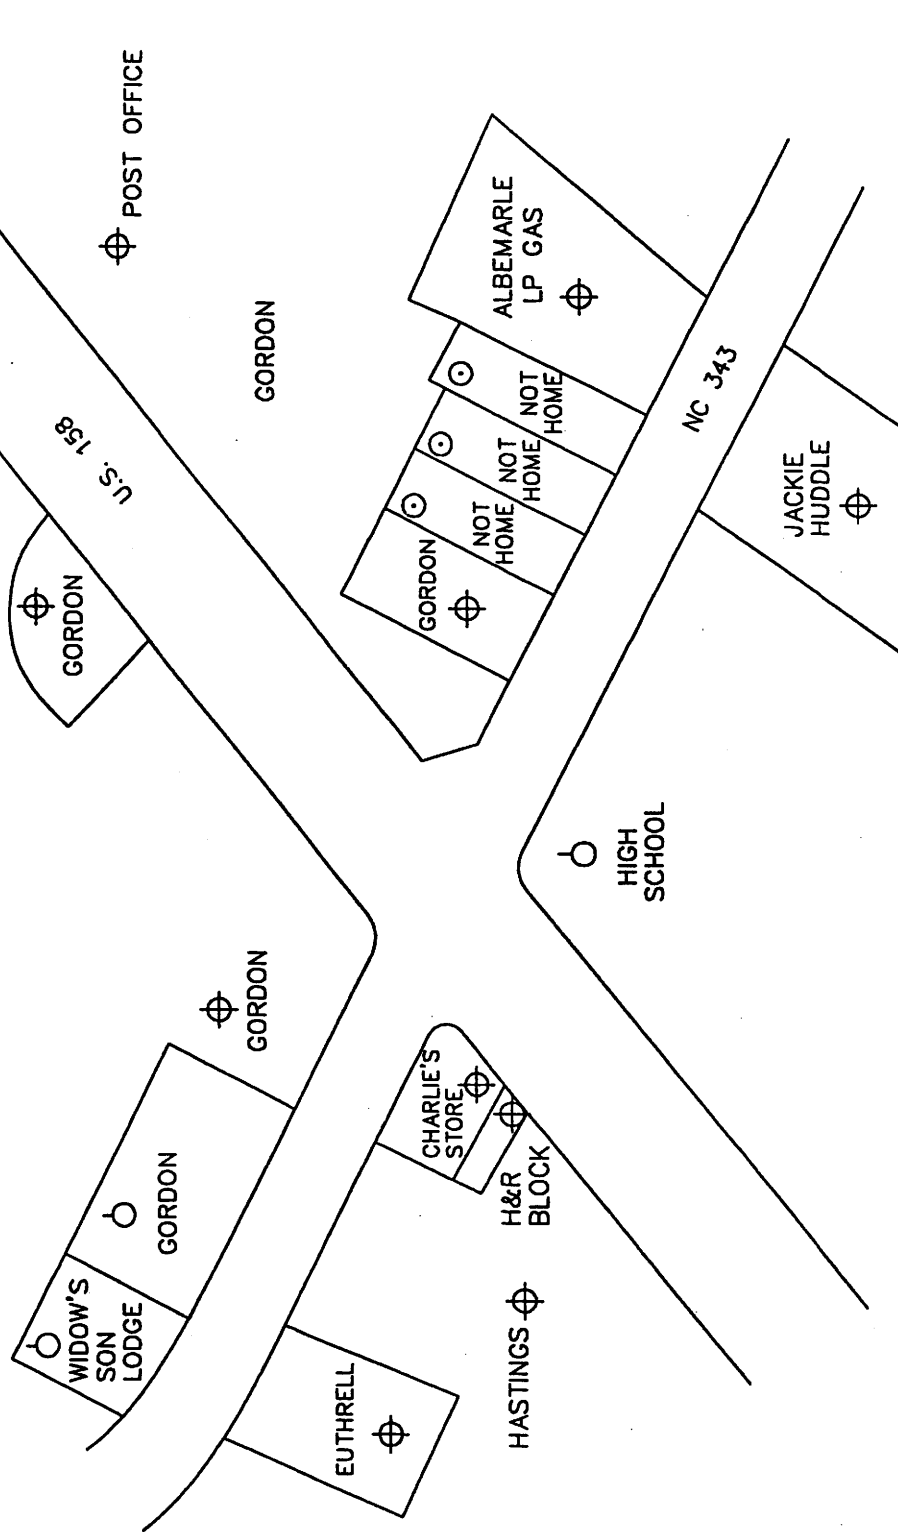 POST OFFICE
U.S. 158
GORDON
GORDON
ALBEMARLE
LP GAS
NOT
HOME
NOT
HOME
NOT
HOME
GORDON
NC 343
JACKIE
HUDDLE
HIGH
SCHOOL
GORDON
GORDON
WIDOW'S
SON
LODGE
CHARLIE'S
STORE
H&R
BLOCK
HASTINGS
EUTHRELL